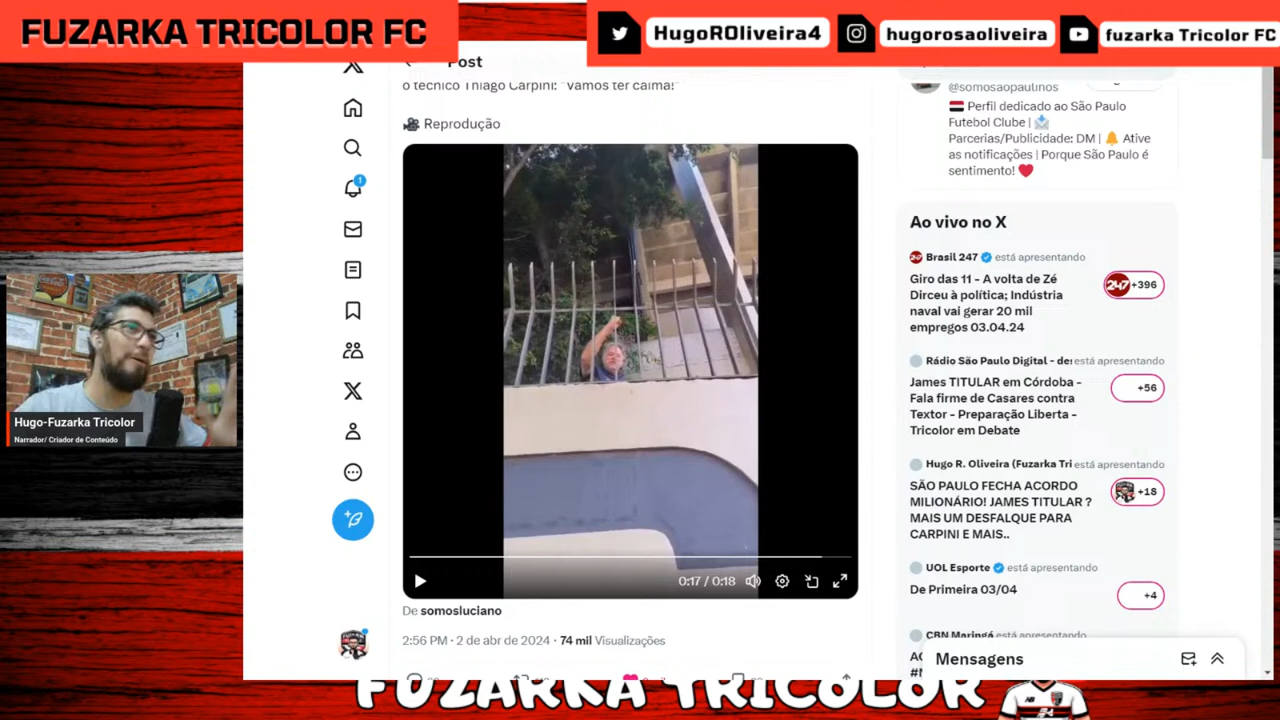 FUZARKA TRICOLOR FC
HugoROliveira4
hugorosaoliveira
fuzarka Tricolor FC
Post
o técnico Thiago Carpini: "Vamos ter calma!"
Reprodução
0:17 / 0:18
De somosluciano
2:56 PM · 2 de abr de 2024 · 74 mil Visualizações
@somosaopaulinos
Perfil dedicado ao São Paulo
Futebol Clube |
Parcerias/Publicidade: DM | Ative
as notificações | Porque São Paulo é
sentimento!
Ao vivo no X
Brasil 247 está apresentando
Giro das 11 - A volta de Zé
Dirceu à política; Indústria
naval vai gerar 20 mil
empregos 03.04.24
247 +396
Rádio São Paulo Digital - de: está apresentando
James TITULAR em Córdoba -
Fala firme de Casares contra
Textor - Preparação Liberta -
Tricolor em Debate
+56
Hugo R. Oliveira (Fuzarka Tri está apresentando
SÃO PAULO FECHA ACORDO
MILIONÁRIO! JAMES TITULAR ?
MAIS UM DESFALQUE PARA
CARPINI E MAIS..
+18
UOL Esporte está apresentando
De Primeira 03/04
+4
CBN Maringá está apresentando
Mensagens
1
Hugo-Fuzarka Tricolor
Narrador/ Criador de Conteúdo
FUZARKA TRICOLOR